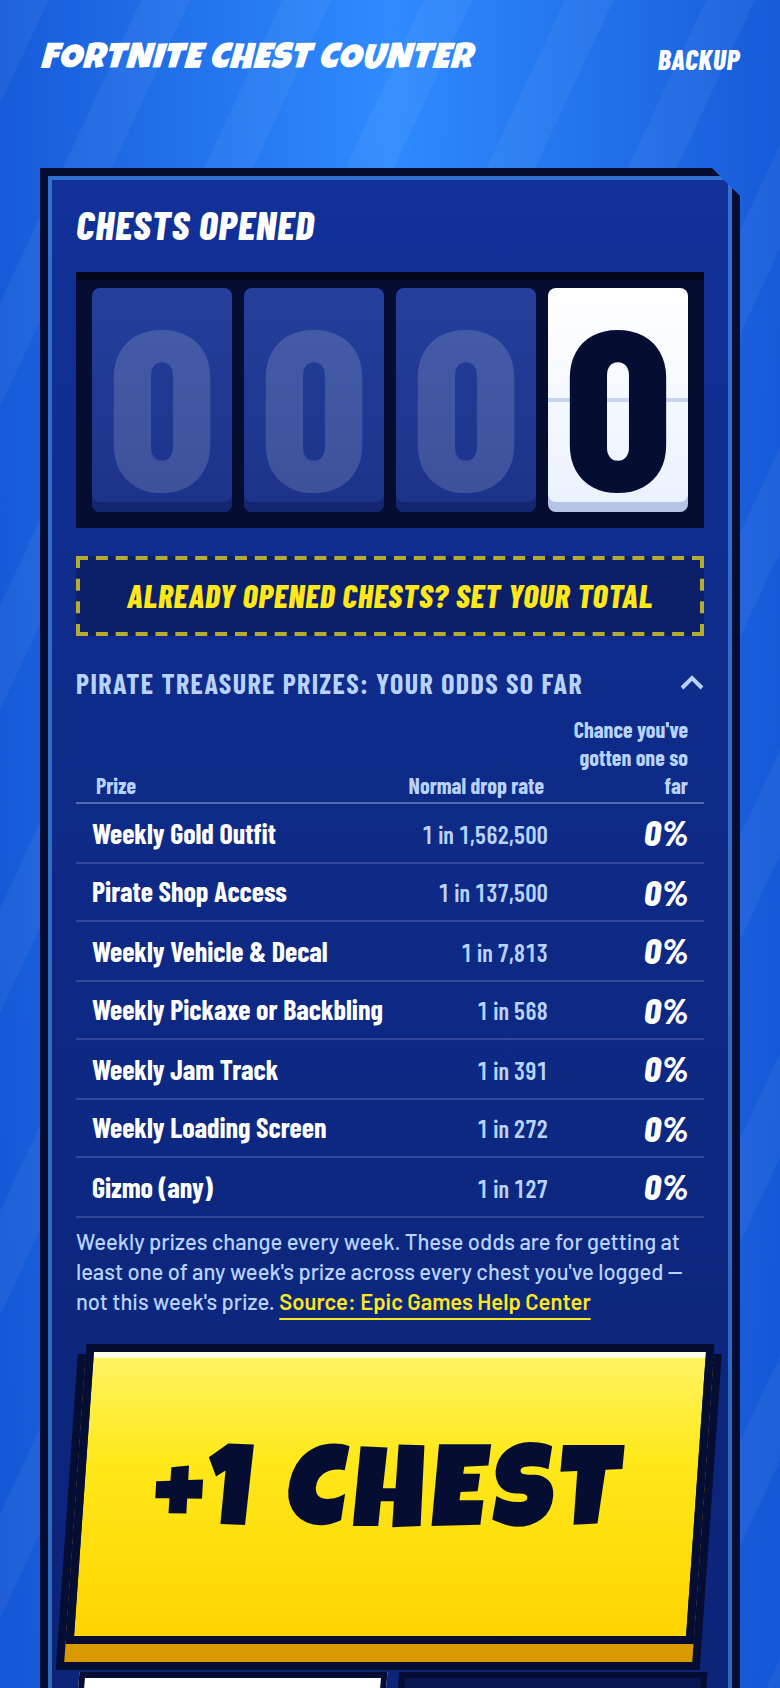 FORTNITE CHEST COUNTER
BACKUP
CHESTS OPENED
0 0 0 0
ALREADY OPENED CHESTS? SET YOUR TOTAL
PIRATE TREASURE PRIZES: YOUR ODDS SO FAR
Prize Normal drop rate Chance you've
gotten one so
far
Weekly Gold Outfit 1 in 1,562,500 0%
Pirate Shop Access 1 in 137,500 0%
Weekly Vehicle & Decal 1 in 7,813 0%
Weekly Pickaxe or Backbling 1 in 568 0%
Weekly Jam Track 1 in 391 0%
Weekly Loading Screen 1 in 272 0%
Gizmo (any) 1 in 127 0%
Weekly prizes change every week. These odds are for getting at
least one of any week's prize across every chest you've logged –
not this week's prize. Source: Epic Games Help Center
+1 CHEST